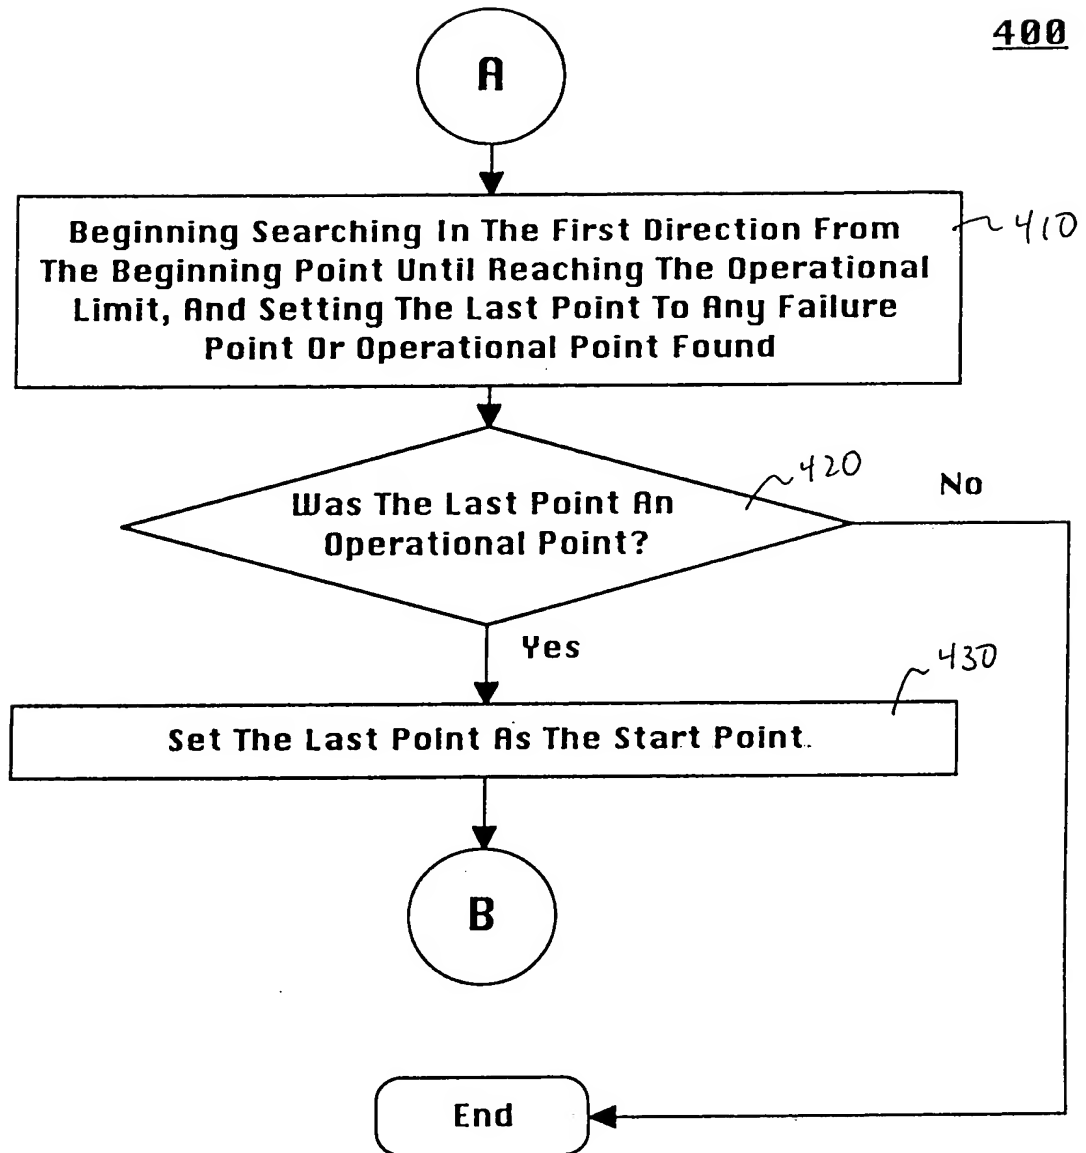 400
A
Beginning Searching In The First Direction From
The Beginning Point Until Reaching The Operational
Limit, And Setting The Last Point To Any Failure
Point Or Operational Point Found
410
Was The Last Point An
Operational Point?
420
No
Yes
430
Set The Last Point As The Start Point.
B
End